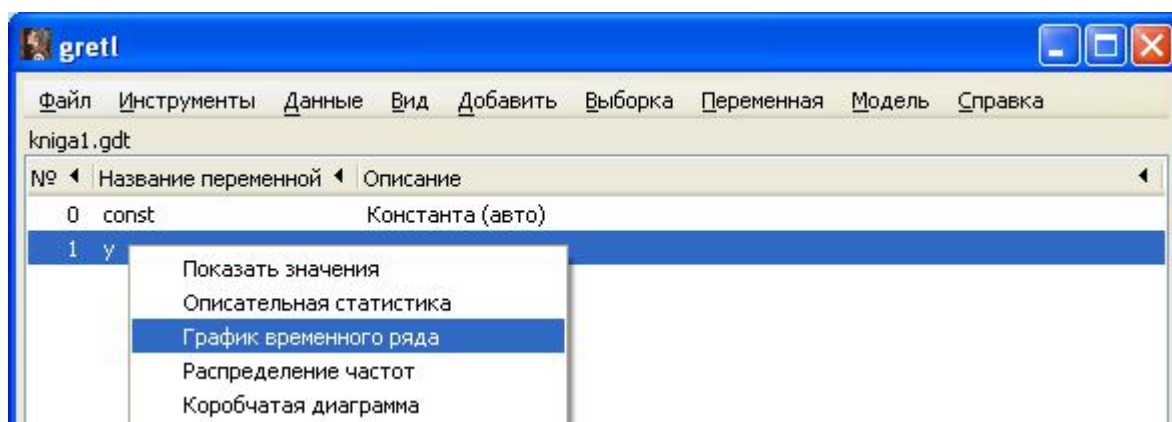 gretl
Файл Инструменты Данные Вид Добавить Выборка Переменная Модель Справка
kniga1.gdt
№ Название переменной Описание
0 const Константа (авто)
1 y
Показать значения
Описательная статистика
График временного ряда
Распределение частот
Коробчатая диаграмма